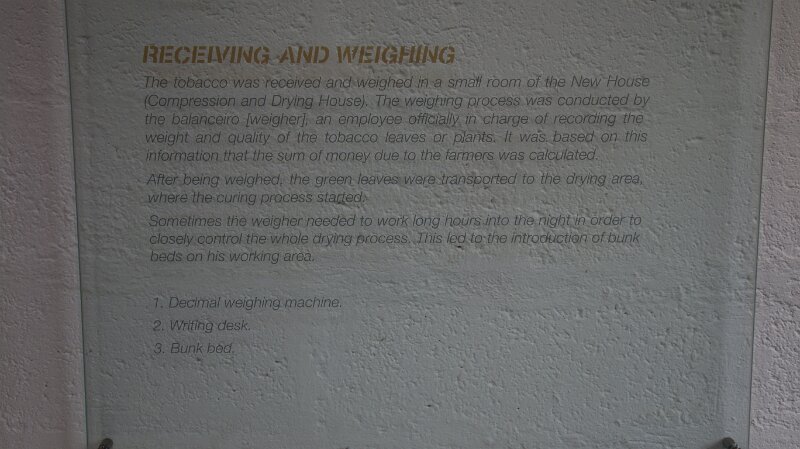 RECEIVING AND WEIGHING
The tobacco was received and weighed in a small room of the New House
(Compression and Drying House). The weighing process was conducted by
the balanceiro [weigher], an employee officially in charge of recording the
weight and quality of the tobacco leaves or plants. It was based on this
information that the sum of money due to the farmers was calculated.
After being weighed, the green leaves were transported to the drying area,
where the curing process started.
Sometimes the weigher needed to work long hours into the night in order to
closely control the whole drying process. This led to the introduction of bunk
beds on his working area.
1. Decimal weighing machine.
2. Writing desk.
3. Bunk bed.